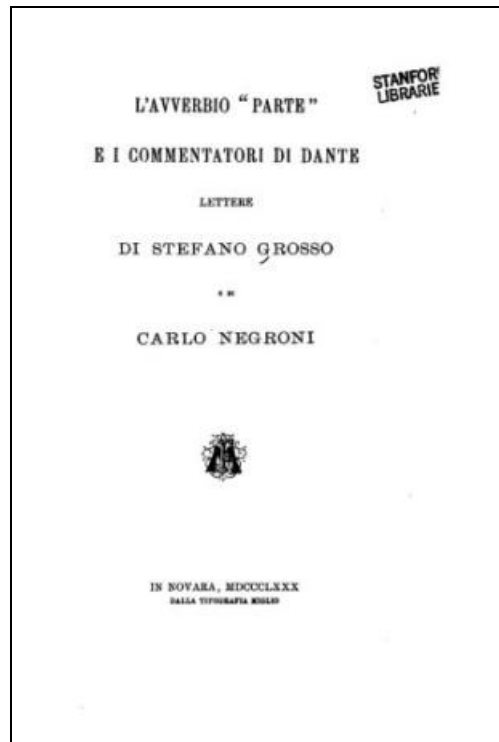 STANFOR
LIBRARIE
L'AVVERBIO "PARTE"
E I COMMENTATORI DI DANTE
LETTERE
DI STEFANO GROSSO
E DI
CARLO NEGRONI
IN NOVARA, MDCCCLXXX
DALLA TIPOGRAFIA MIGLIO